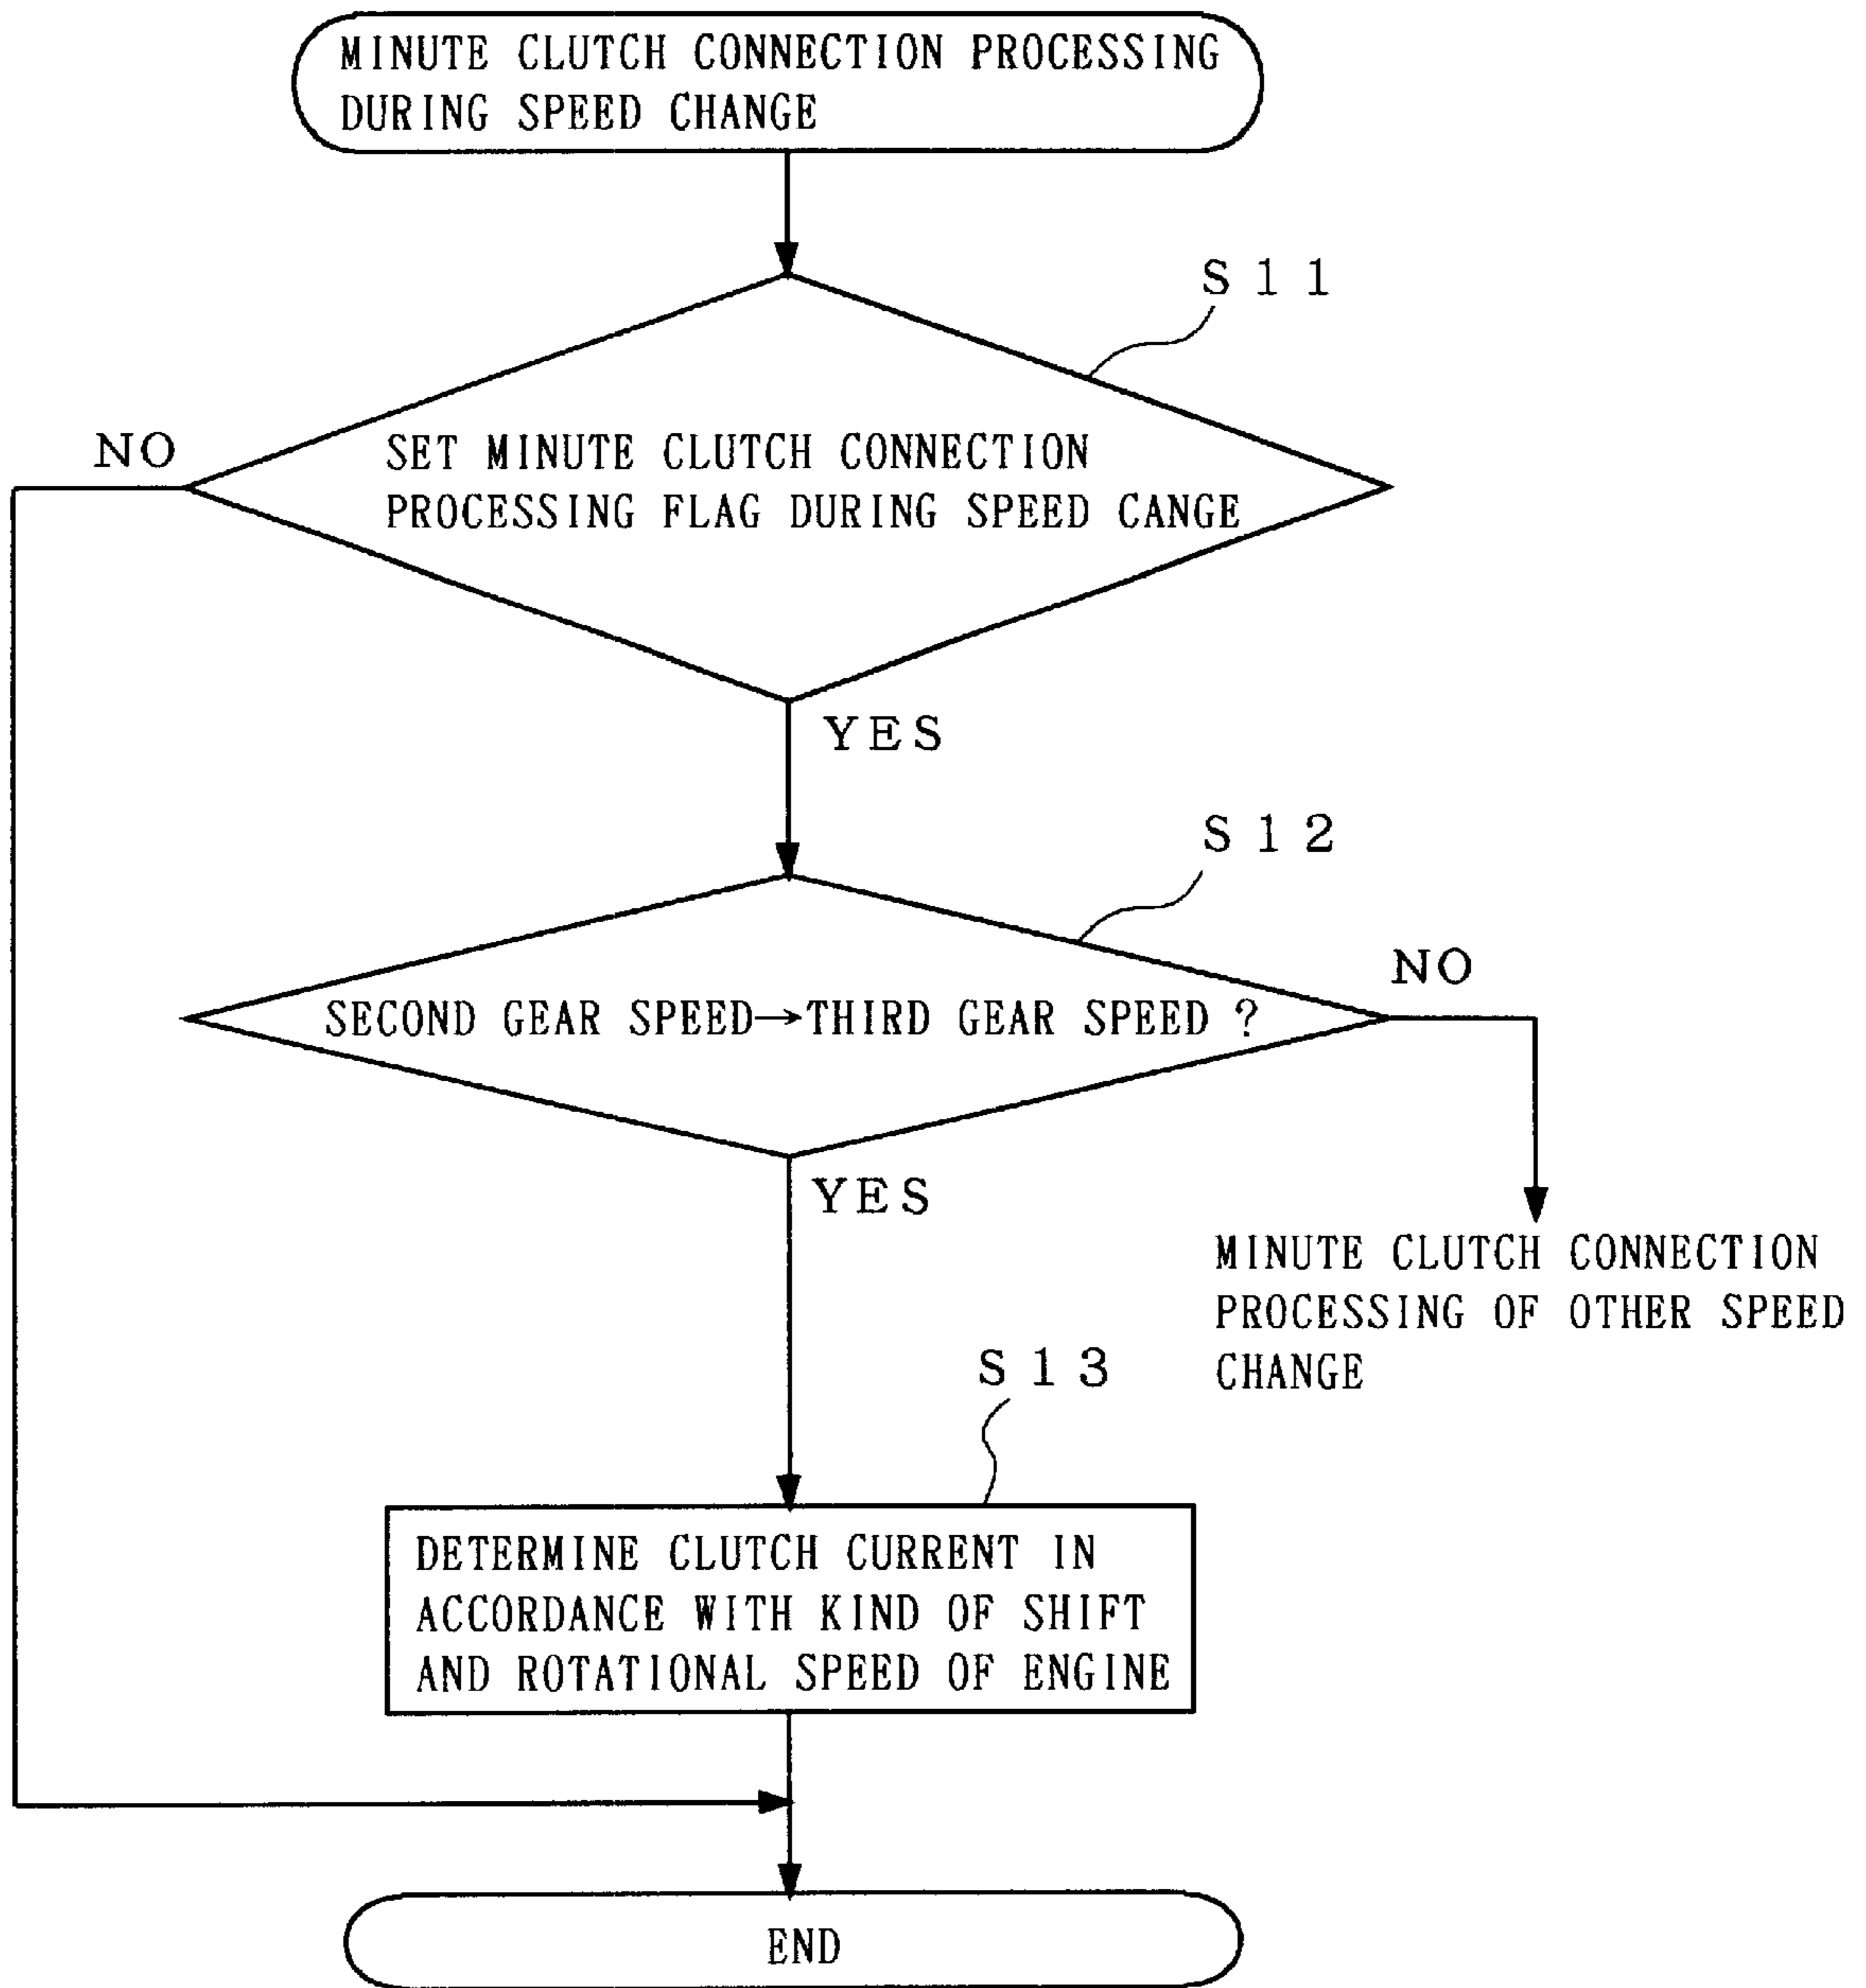 MINUTE CLUTCH CONNECTION PROCESSING
DURING SPEED CHANGE
S11
NO
SET MINUTE CLUTCH CONNECTION
PROCESSING FLAG DURING SPEED CANGE
YES
S12
NO
SECOND GEAR SPEED→THIRD GEAR SPEED ?
YES
MINUTE CLUTCH CONNECTION
PROCESSING OF OTHER SPEED
CHANGE
S13
DETERMINE CLUTCH CURRENT IN
ACCORDANCE WITH KIND OF SHIFT
AND ROTATIONAL SPEED OF ENGINE
END